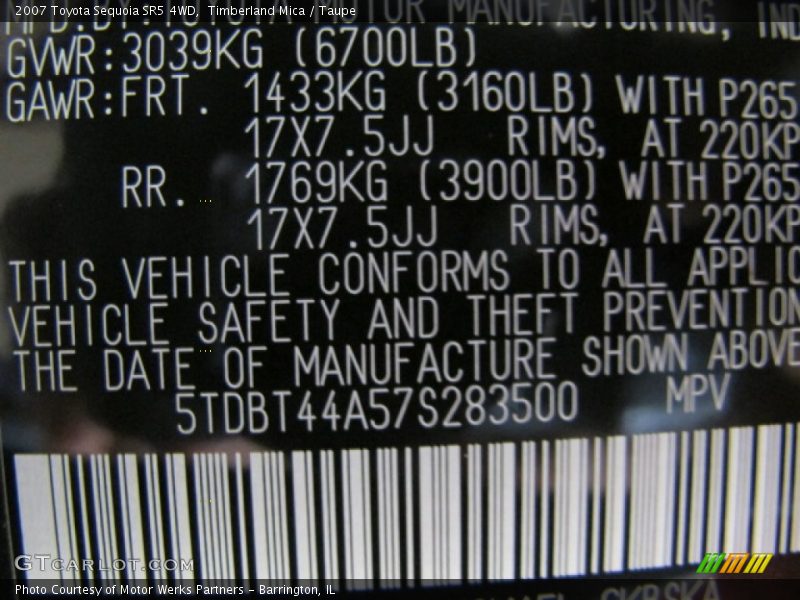 2007 Toyota Sequoia SR5 4WD, Timberland Mica / Taupe
MANUFACTURING, IND
GVWR:3039KG (6700LB)
GAWR:FRT. 1433KG (3160LB) WITH P265
17X7.5JJ RIMS, AT 220KP
RR. 1769KG (3900LB) WITH P265
17X7.5JJ RIMS, AT 220KP
THIS VEHICLE CONFORMS TO ALL APPLIC
VEHICLE SAFETY AND THEFT PREVENTION
THE DATE OF MANUFACTURE SHOWN ABOVE
5TDBT44A57S283500 MPV
GTcarlot.com
Photo Courtesy of Motor Werks Partners - Barrington, IL